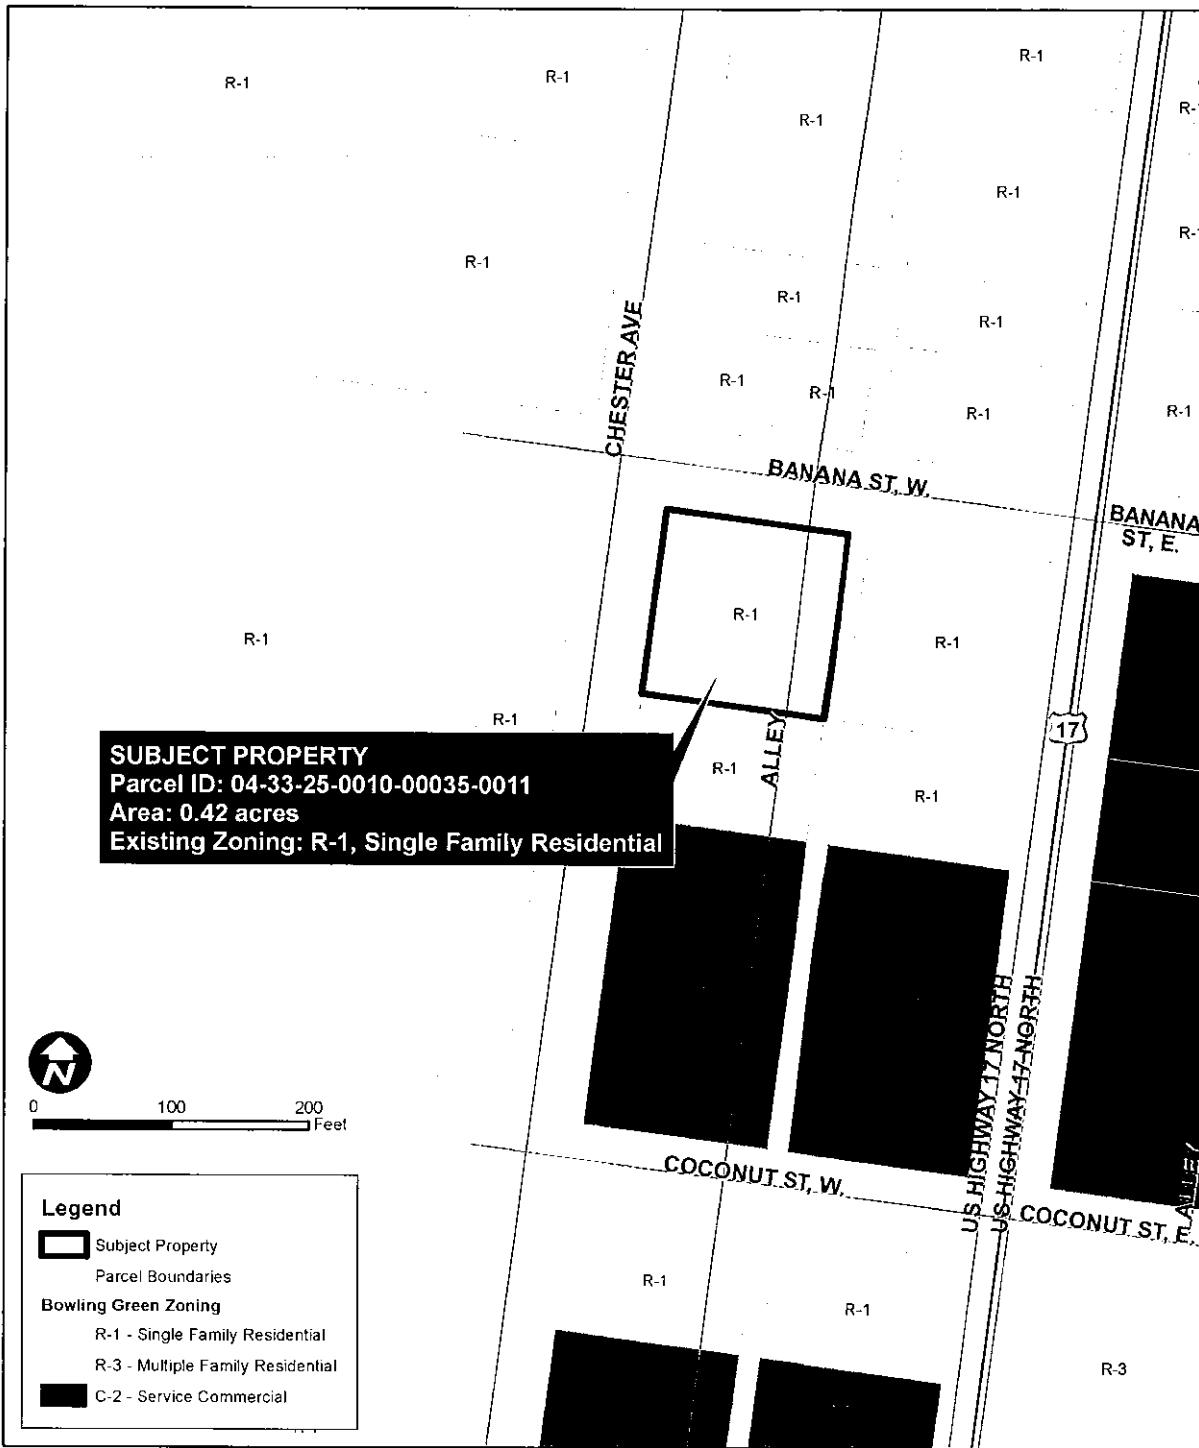 R-1
R-1
R-1
R-1
R-
R-1
R-
R-1
R-1
R-1
CHESTER AVE
R-1
R-1
R-1
R-1
BANANA ST, W.
BANANA
ST, E.
R-1
R-1
R-1
R-1
17
ALLEY
R-1
R-1
SUBJECT PROPERTY
Parcel ID: 04-33-25-0010-00035-0011
Area: 0.42 acres
Existing Zoning: R-1, Single Family Residential
US HIGHWAY 17 NORTH
US HIGHWAY 17 NORTH
N
0 100 200
Feet
COCONUT ST, W.
COCONUT ST, E.
ALLEY
R-1
R-1
R-3
Legend
Subject Property
Parcel Boundaries
Bowling Green Zoning
R-1 - Single Family Residential
R-3 - Multiple Family Residential
C-2 - Service Commercial